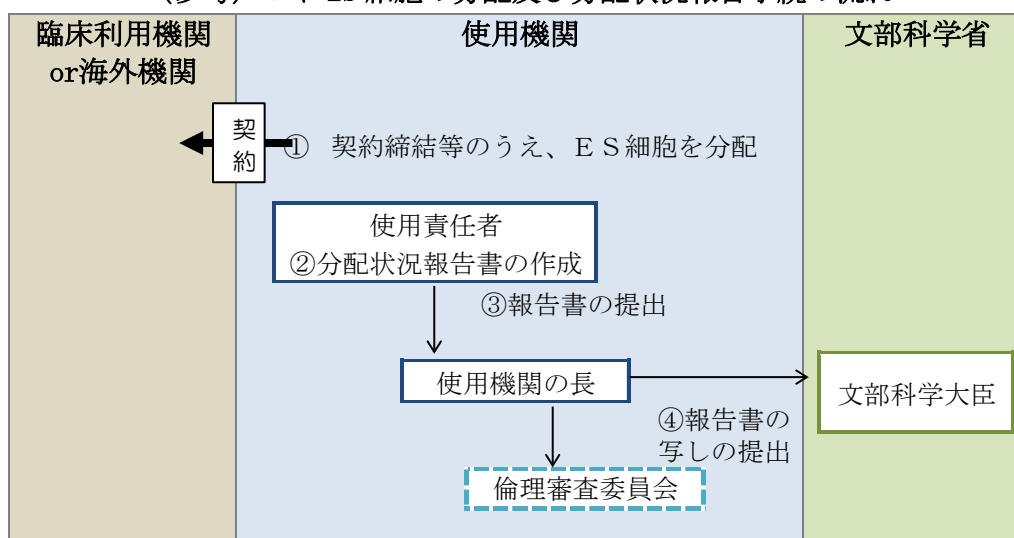 臨床利用機関
or海外機関
使用機関
文部科学省
契
約
① 契約締結等のうえ、ＥＳ細胞を分配
使用責任者
②分配状況報告書の作成
③報告書の提出
使用機関の長
文部科学大臣
④報告書の
写しの提出
倫理審査委員会